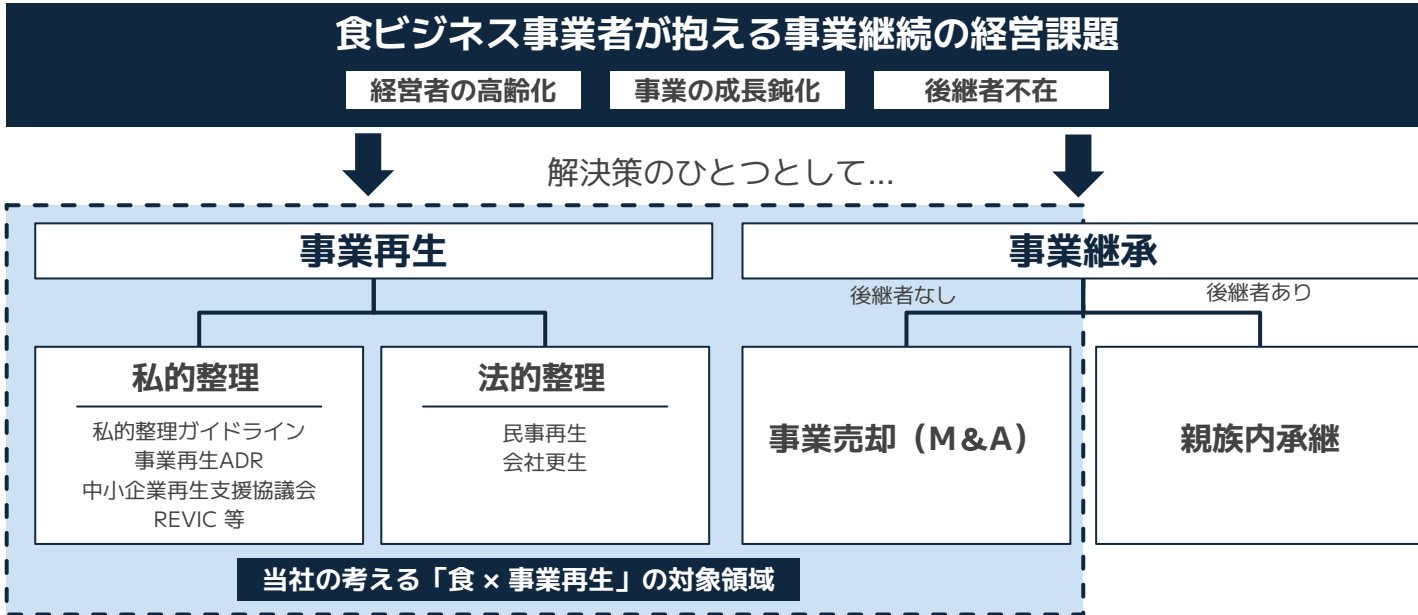 食ビジネス事業者が抱える事業継続の経営課題
経営者の高齢化
事業の成長鈍化
後継者不在
解決策のひとつとして...
事業再生
事業継承
後継者なし
後継者あり
私的整理
私的整理ガイドライン
事業再生ADR
中小企業再生支援協議会
REVIC 等
法的整理
民事再生
会社更生
事業売却（M&A）
親族内承継
当社の考える「食 × 事業再生」の対象領域